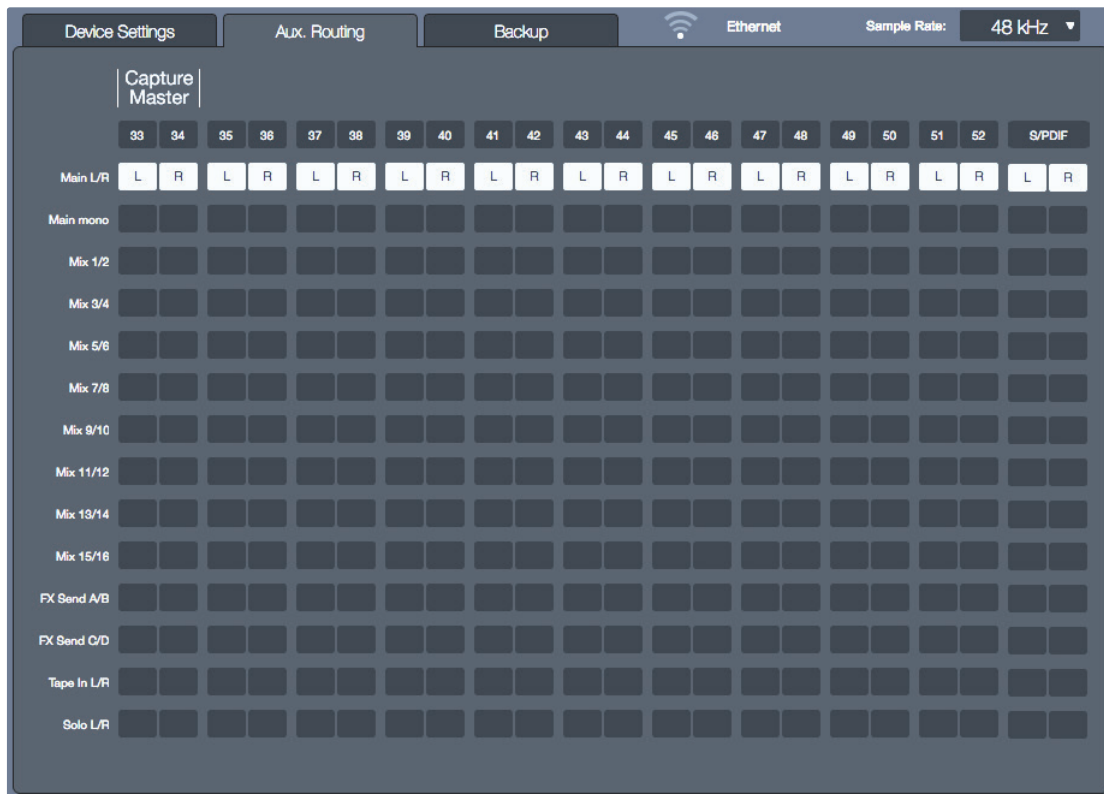 Device Settings Aux. Routing Backup Ethernet Sample Rate: 48 kHz
Capture
Master
33 34 35 36 37 38 39 40 41 42 43 44 45 46 47 48 49 50 51 52 S/PDIF
Main L/R L R L R L R L R L R L R L R L R L R L R L R
Main mono
Mix 1/2
Mix 3/4
Mix 5/6
Mix 7/8
Mix 9/10
Mix 11/12
Mix 13/14
Mix 15/16
FX Send A/B
FX Send C/D
Tape In L/R
Solo L/R